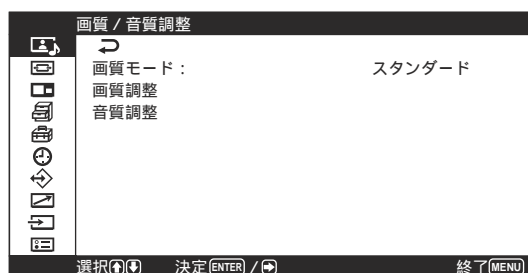 画質 / 音質調整
画質モード : スタンダード
画質調整
音質調整
選択 決定 ENTER / 終了 MENU